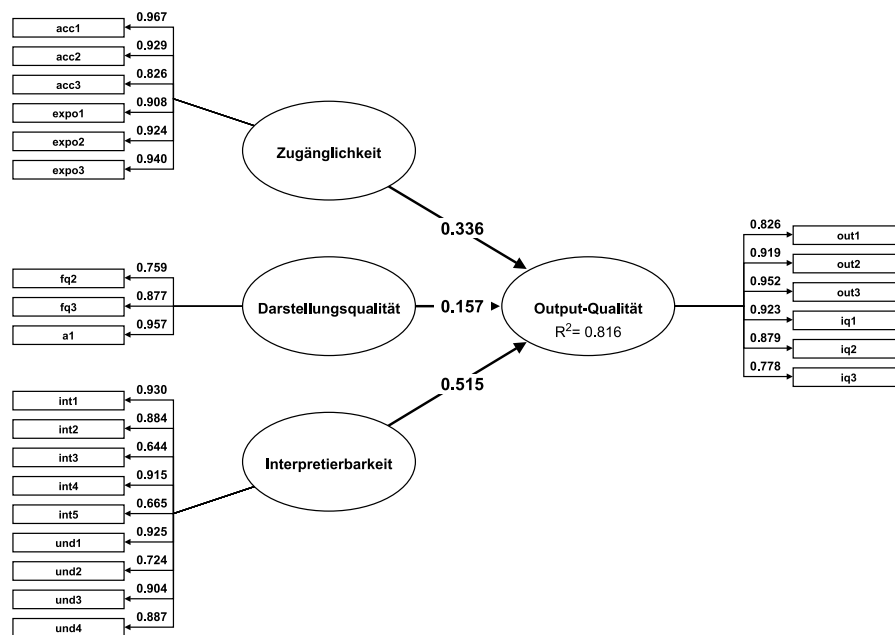 0.967
acc1
0.929
acc2
0.826
acc3
0.908
expo1
0.924
expo2
0.940
expo3
Zugänglichkeit
0.336
0.759
fq2
0.877
fq3
0.957
a1
Darstellungsqualität
0.157
Output-Qualität
R²= 0.816
0.826
out1
0.919
out2
0.952
out3
0.923
iq1
0.879
iq2
0.778
iq3
0.515
0.930
int1
0.884
int2
0.644
int3
0.915
int4
0.665
int5
0.925
und1
0.724
und2
0.904
und3
0.887
und4
Interpretierbarkeit